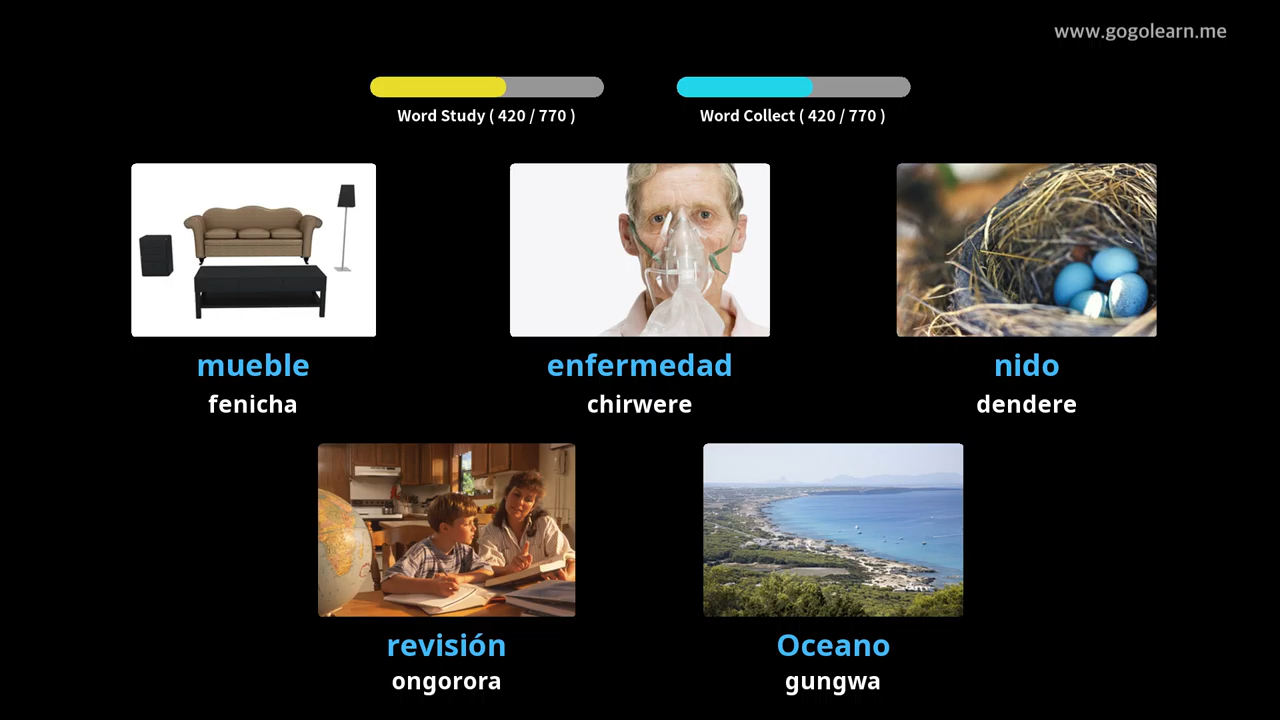 www.gogolearn.me
Word Study ( 420 / 770 )
Word Collect ( 420 / 770 )
mueble
fenicha
enfermedad
chirwere
nido
dendere
revisión
ongorora
Oceano
gungwa